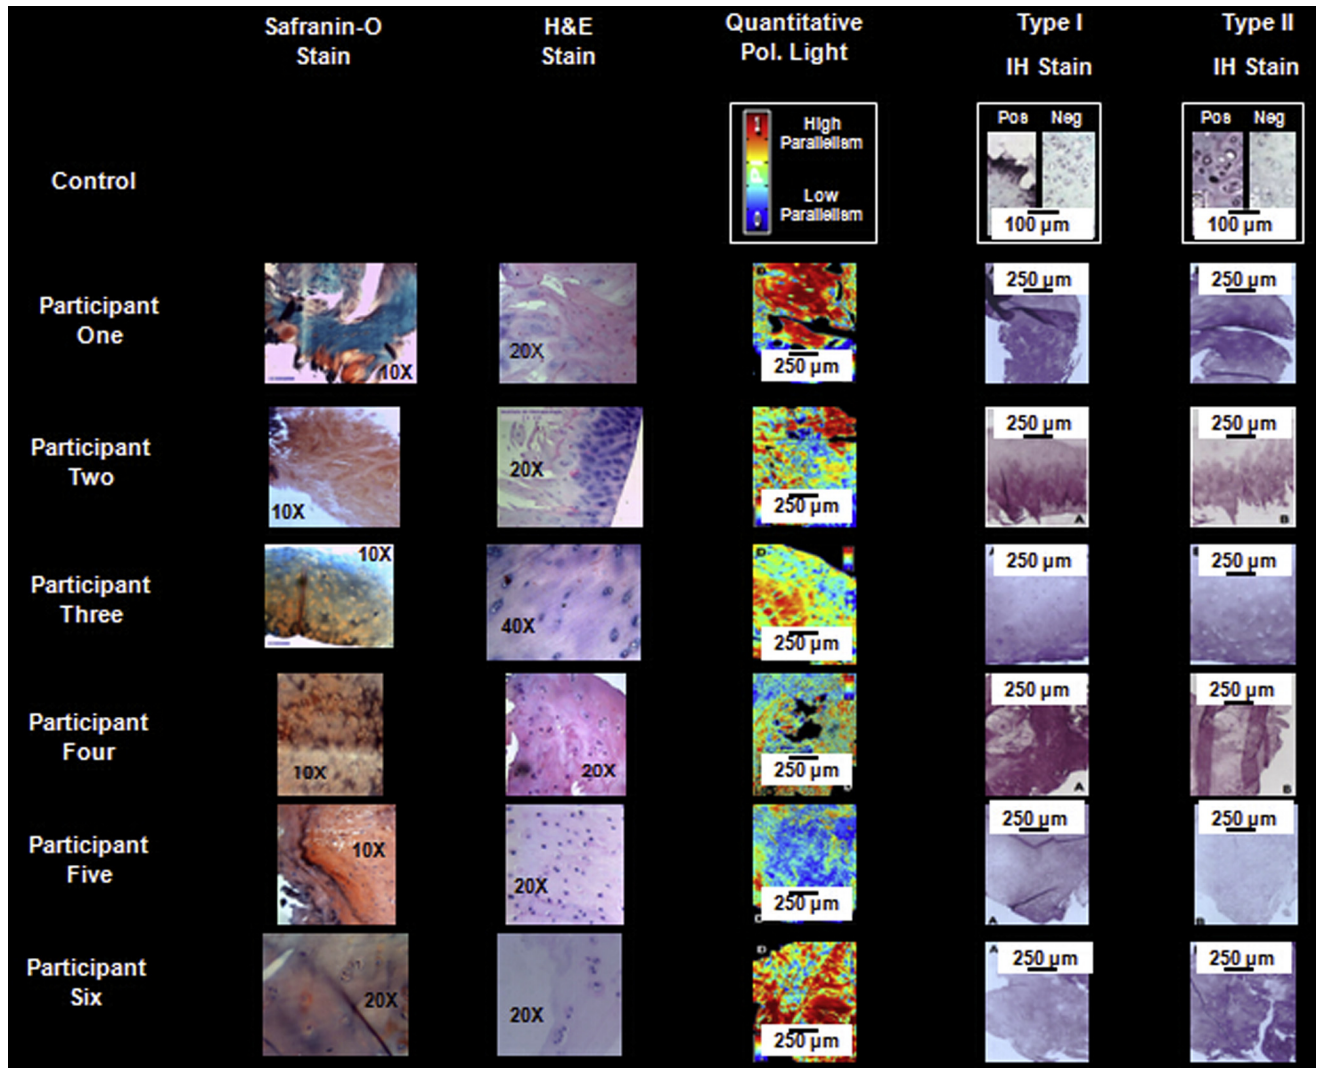 Safranin-O
Stain
H&E
Stain
Quantitative
Pol. Light
Type I
IH Stain
Type II
IH Stain
Control
1
PI
0
High
Parallelism
Low
Parallelism
Pos Neg
100 µm
Pos Neg
100 µm
Participant
One
10X
20X
250 µm
250 µm
250 µm
Participant
Two
10X
20X
250 µm
250 µm
A
250 µm
B
Participant
Three
10X
40X
D
250 µm
250 µm
250 µm
Participant
Four
10X
20X
250 µm
250 µm
A
250 µm
B
Participant
Five
10X
20X
250 µm
250 µm
A
250 µm
B
Participant
Six
20X
20X
D
250 µm
A
250 µm
250 µm